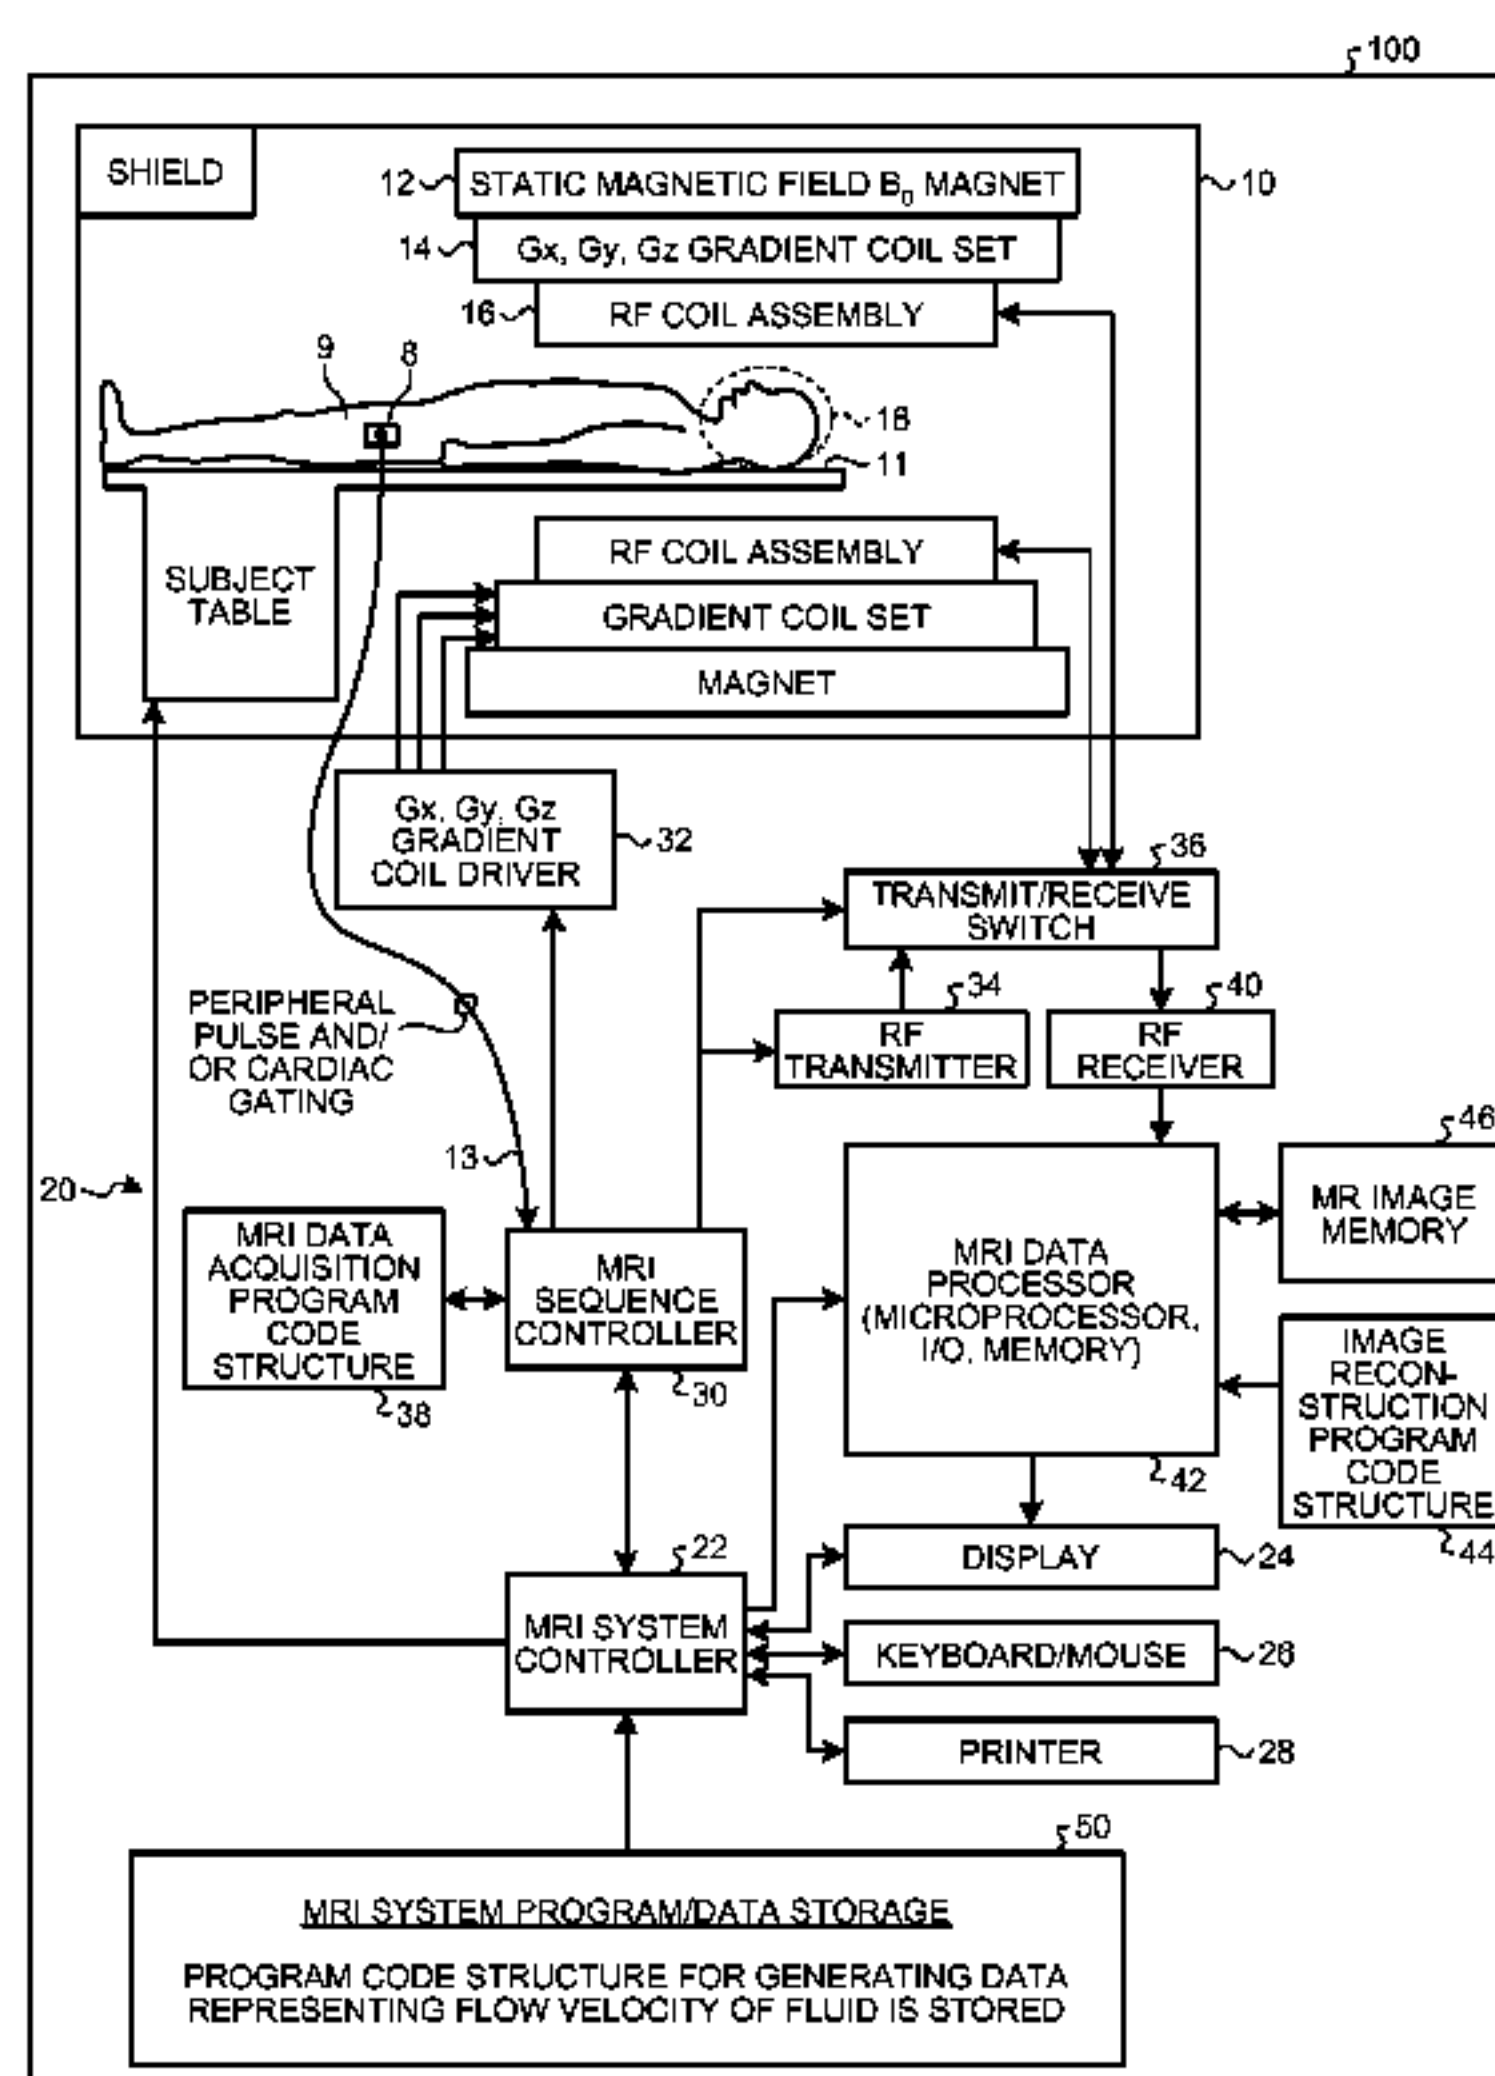 100
SHIELD
12
STATIC MAGNETIC FIELD B0 MAGNET
10
14
Gx, Gy, Gz GRADIENT COIL SET
16
RF COIL ASSEMBLY
9
8
18
11
RF COIL ASSEMBLY
SUBJECT
TABLE
GRADIENT COIL SET
MAGNET
Gx, Gy, Gz
GRADIENT
COIL DRIVER
32
36
TRANSMIT/RECEIVE
SWITCH
PERIPHERAL
PULSE AND/
OR CARDIAC
GATING
34
RF
TRANSMITTER
40
RF
RECEIVER
13
20
46
MR IMAGE
MEMORY
MRI DATA
ACQUISITION
PROGRAM
CODE
STRUCTURE
38
MRI
SEQUENCE
CONTROLLER
30
MRI DATA
PROCESSOR
(MICROPROCESSOR,
I/O, MEMORY)
42
IMAGE
RECON-
STRUCTION
PROGRAM
CODE
STRUCTURE
44
22
MRI SYSTEM
CONTROLLER
DISPLAY
24
KEYBOARD/MOUSE
26
PRINTER
28
50
MRI SYSTEM PROGRAM/DATA STORAGE
PROGRAM CODE STRUCTURE FOR GENERATING DATA
REPRESENTING FLOW VELOCITY OF FLUID IS STORED